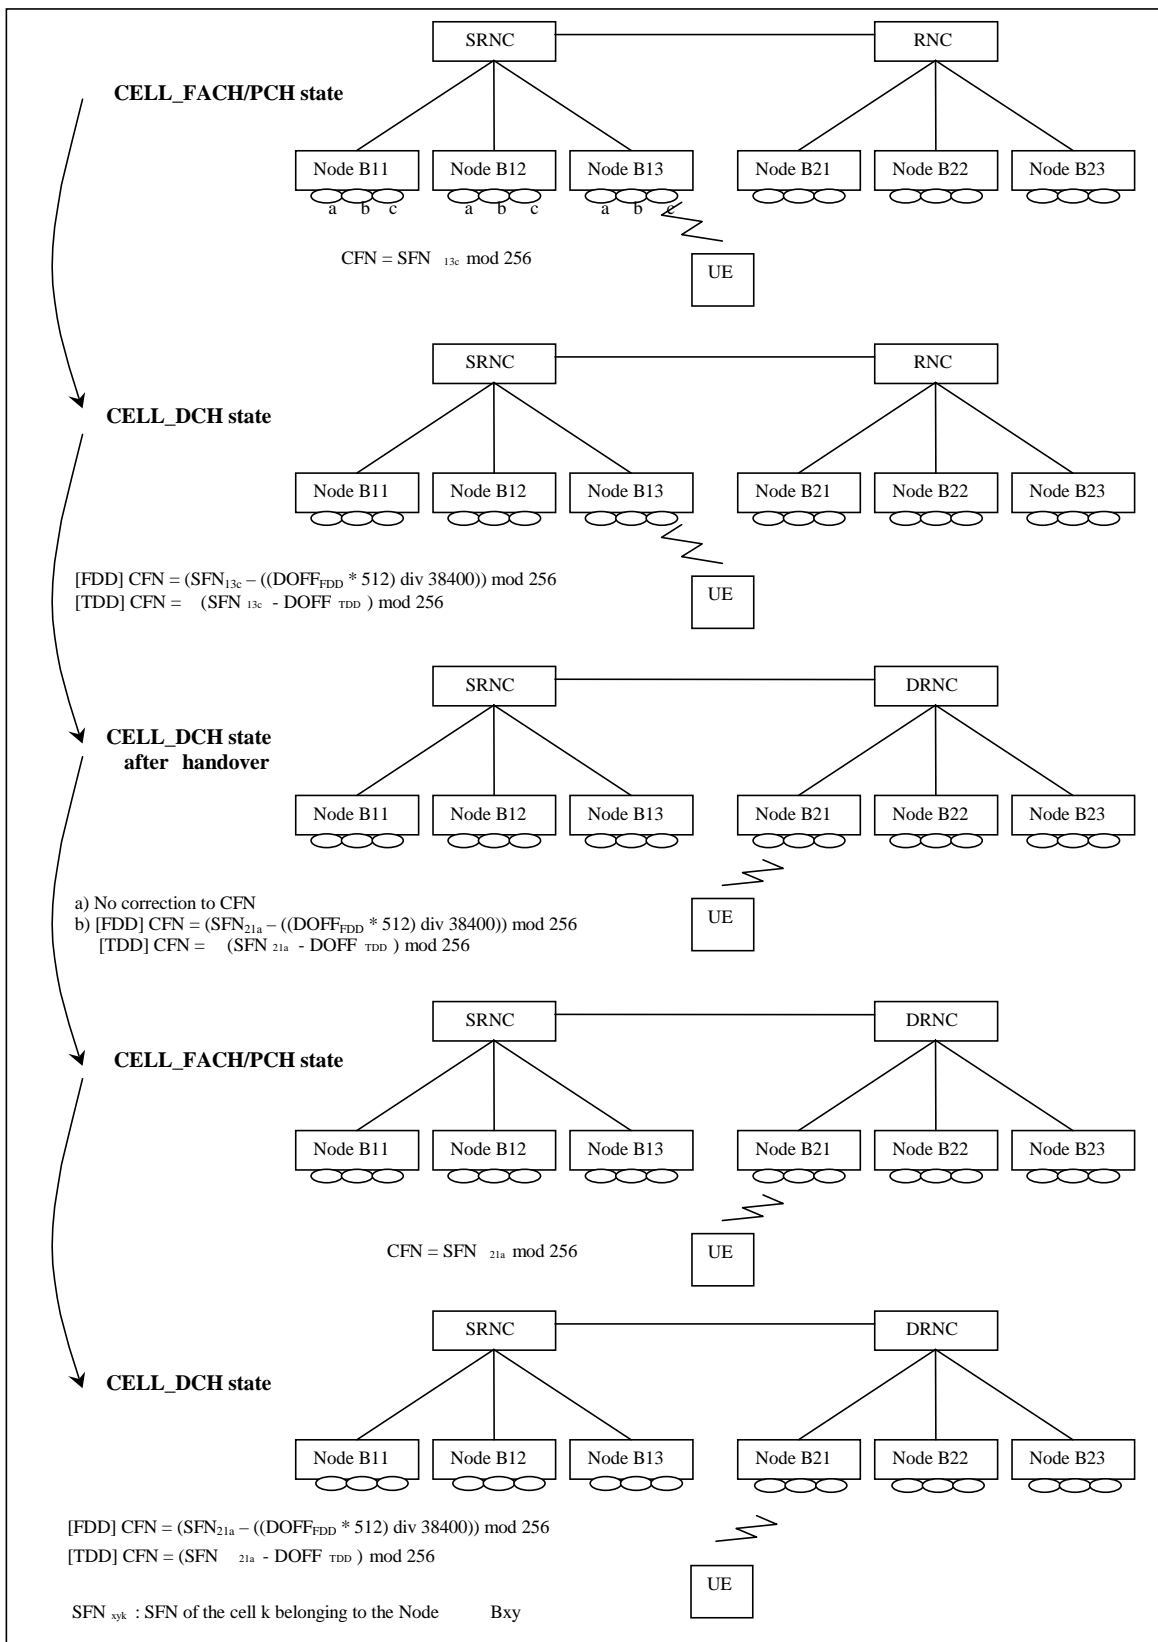 SRNC RNC
CELL_FACH/PCH state
Node B11 Node B12 Node B13 Node B21 Node B22 Node B23
a b c a b c a b c
CFN = SFN 13c mod 256
UE
SRNC RNC
CELL_DCH state
Node B11 Node B12 Node B13 Node B21 Node B22 Node B23
[FDD] CFN = (SFN13c – ((DOFFFDD * 512) div 38400)) mod 256
[TDD] CFN = (SFN 13c - DOFF TDD ) mod 256
UE
SRNC DRNC
CELL_DCH state
after handover
Node B11 Node B12 Node B13 Node B21 Node B22 Node B23
a) No correction to CFN
b) [FDD] CFN = (SFN21a – ((DOFFFDD * 512) div 38400)) mod 256
[TDD] CFN = (SFN 21a - DOFF TDD ) mod 256
UE
SRNC DRNC
CELL_FACH/PCH state
Node B11 Node B12 Node B13 Node B21 Node B22 Node B23
CFN = SFN 21a mod 256
UE
SRNC DRNC
CELL_DCH state
Node B11 Node B12 Node B13 Node B21 Node B22 Node B23
[FDD] CFN = (SFN21a – ((DOFFFDD * 512) div 38400)) mod 256
[TDD] CFN = (SFN 21a - DOFF TDD ) mod 256
UE
SFN xyk : SFN of the cell k belonging to the Node Bxy